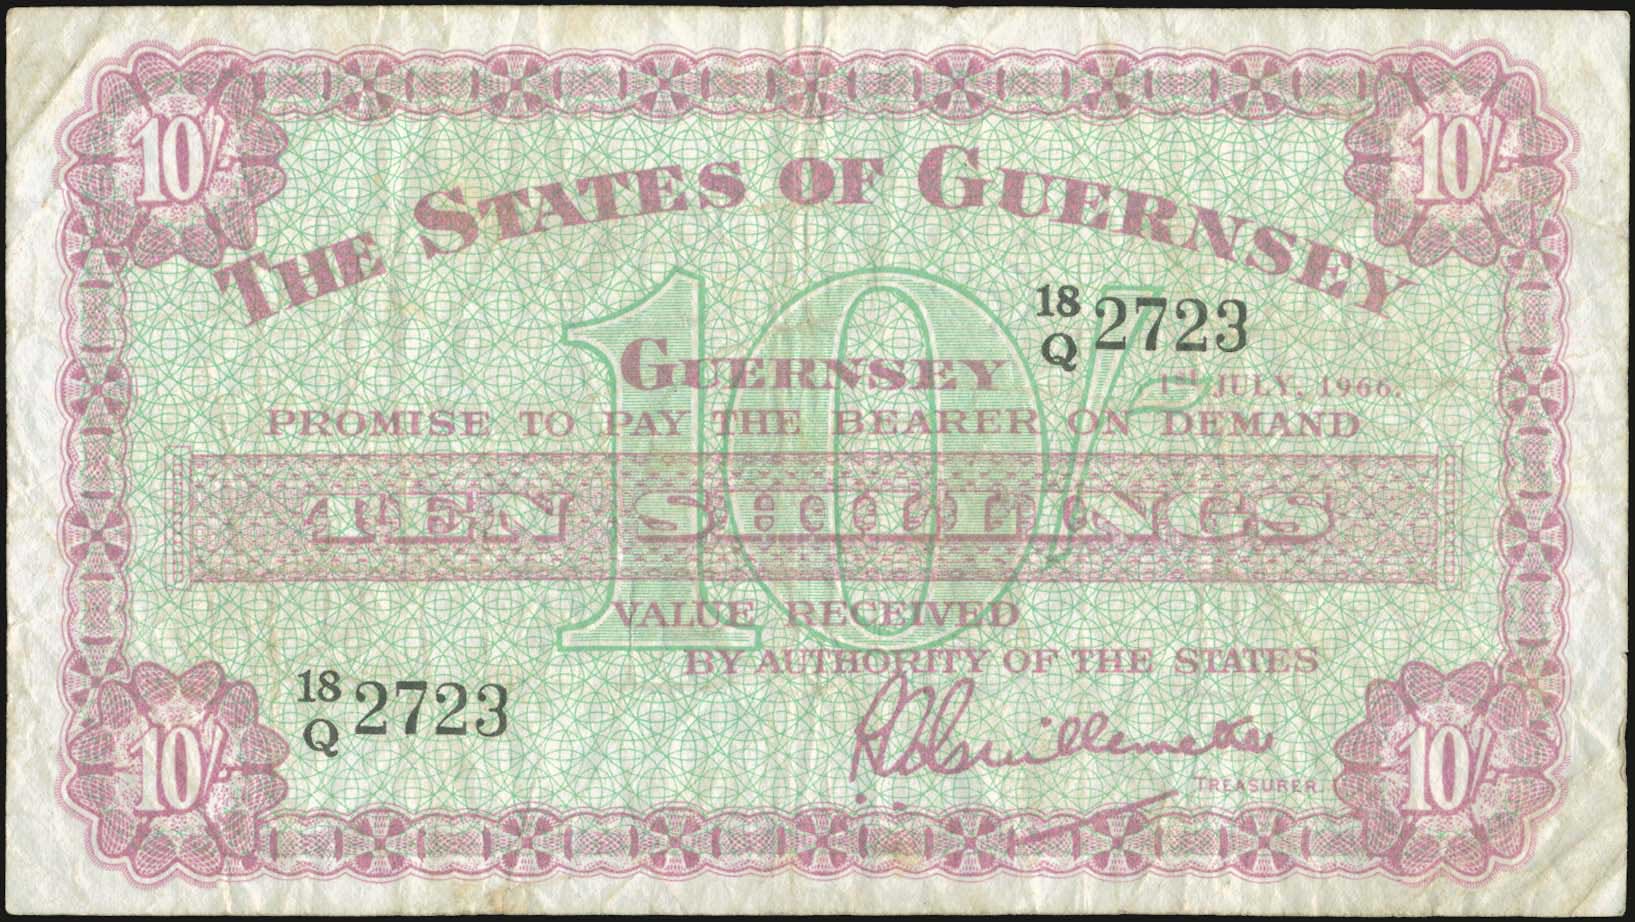 10/- 10/-
THE STATES OF GUERNSEY
18/Q 2723
10/-
GUERNSEY
1st JULY, 1966.
PROMISE TO PAY THE BEARER ON DEMAND
TEN SHILLINGS
VALUE RECEIVED
BY AUTHORITY OF THE STATES
18/Q 2723
TREASURER.
10/- 10/-